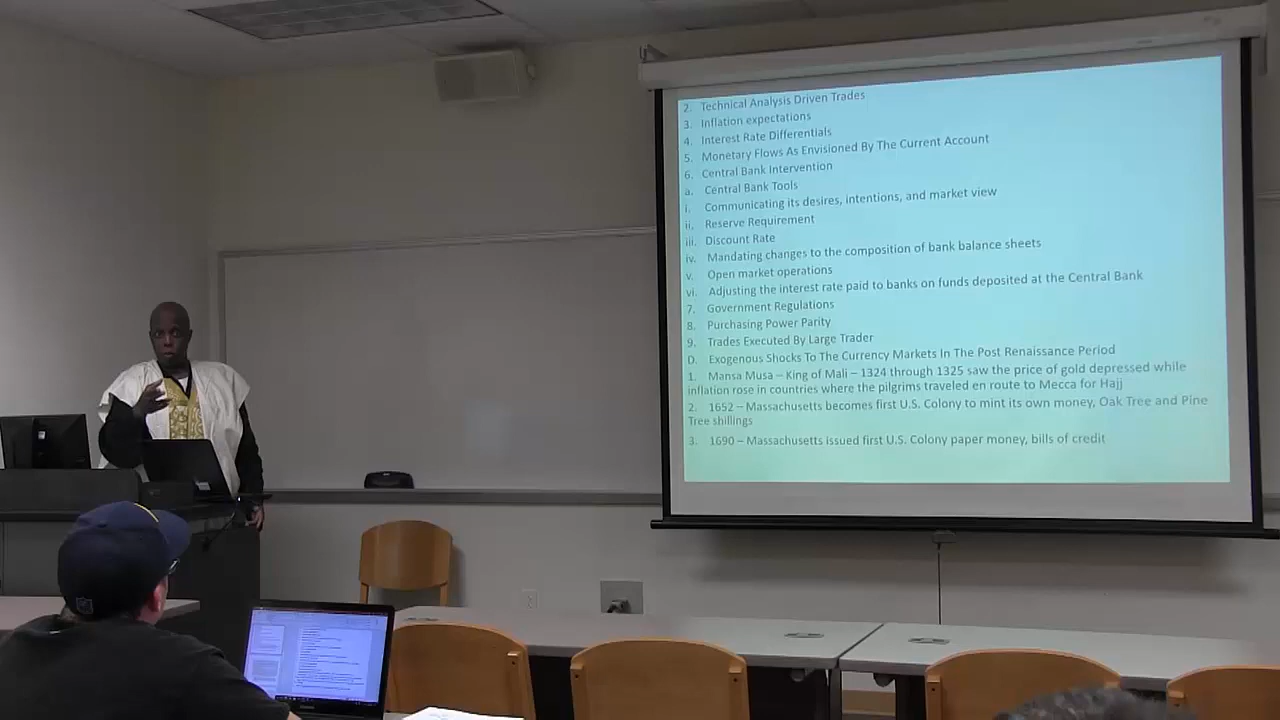 2. Technical Analysis Driven Trades
3. Inflation expectations
4. Interest Rate Differentials
5. Monetary Flows As Envisioned By The Current Account
6. Central Bank Intervention
a. Central Bank Tools
i. Communicating its desires, intentions, and market view
ii. Reserve Requirement
iii. Discount Rate
iv. Mandating changes to the composition of bank balance sheets
v. Open market operations
vi. Adjusting the interest rate paid to banks on funds deposited at the Central Bank
7. Government Regulations
8. Purchasing Power Parity
9. Trades Executed By Large Trader
D. Exogenous Shocks To The Currency Markets In The Post Renaissance Period
1. Mansa Musa – King of Mali – 1324 through 1325 saw the price of gold depressed while
inflation rose in countries where the pilgrims traveled en route to Mecca for Hajj
2. 1652 – Massachusetts becomes first U.S. Colony to mint its own money, Oak Tree and Pine
Tree shillings
3. 1690 – Massachusetts issued first U.S. Colony paper money, bills of credit